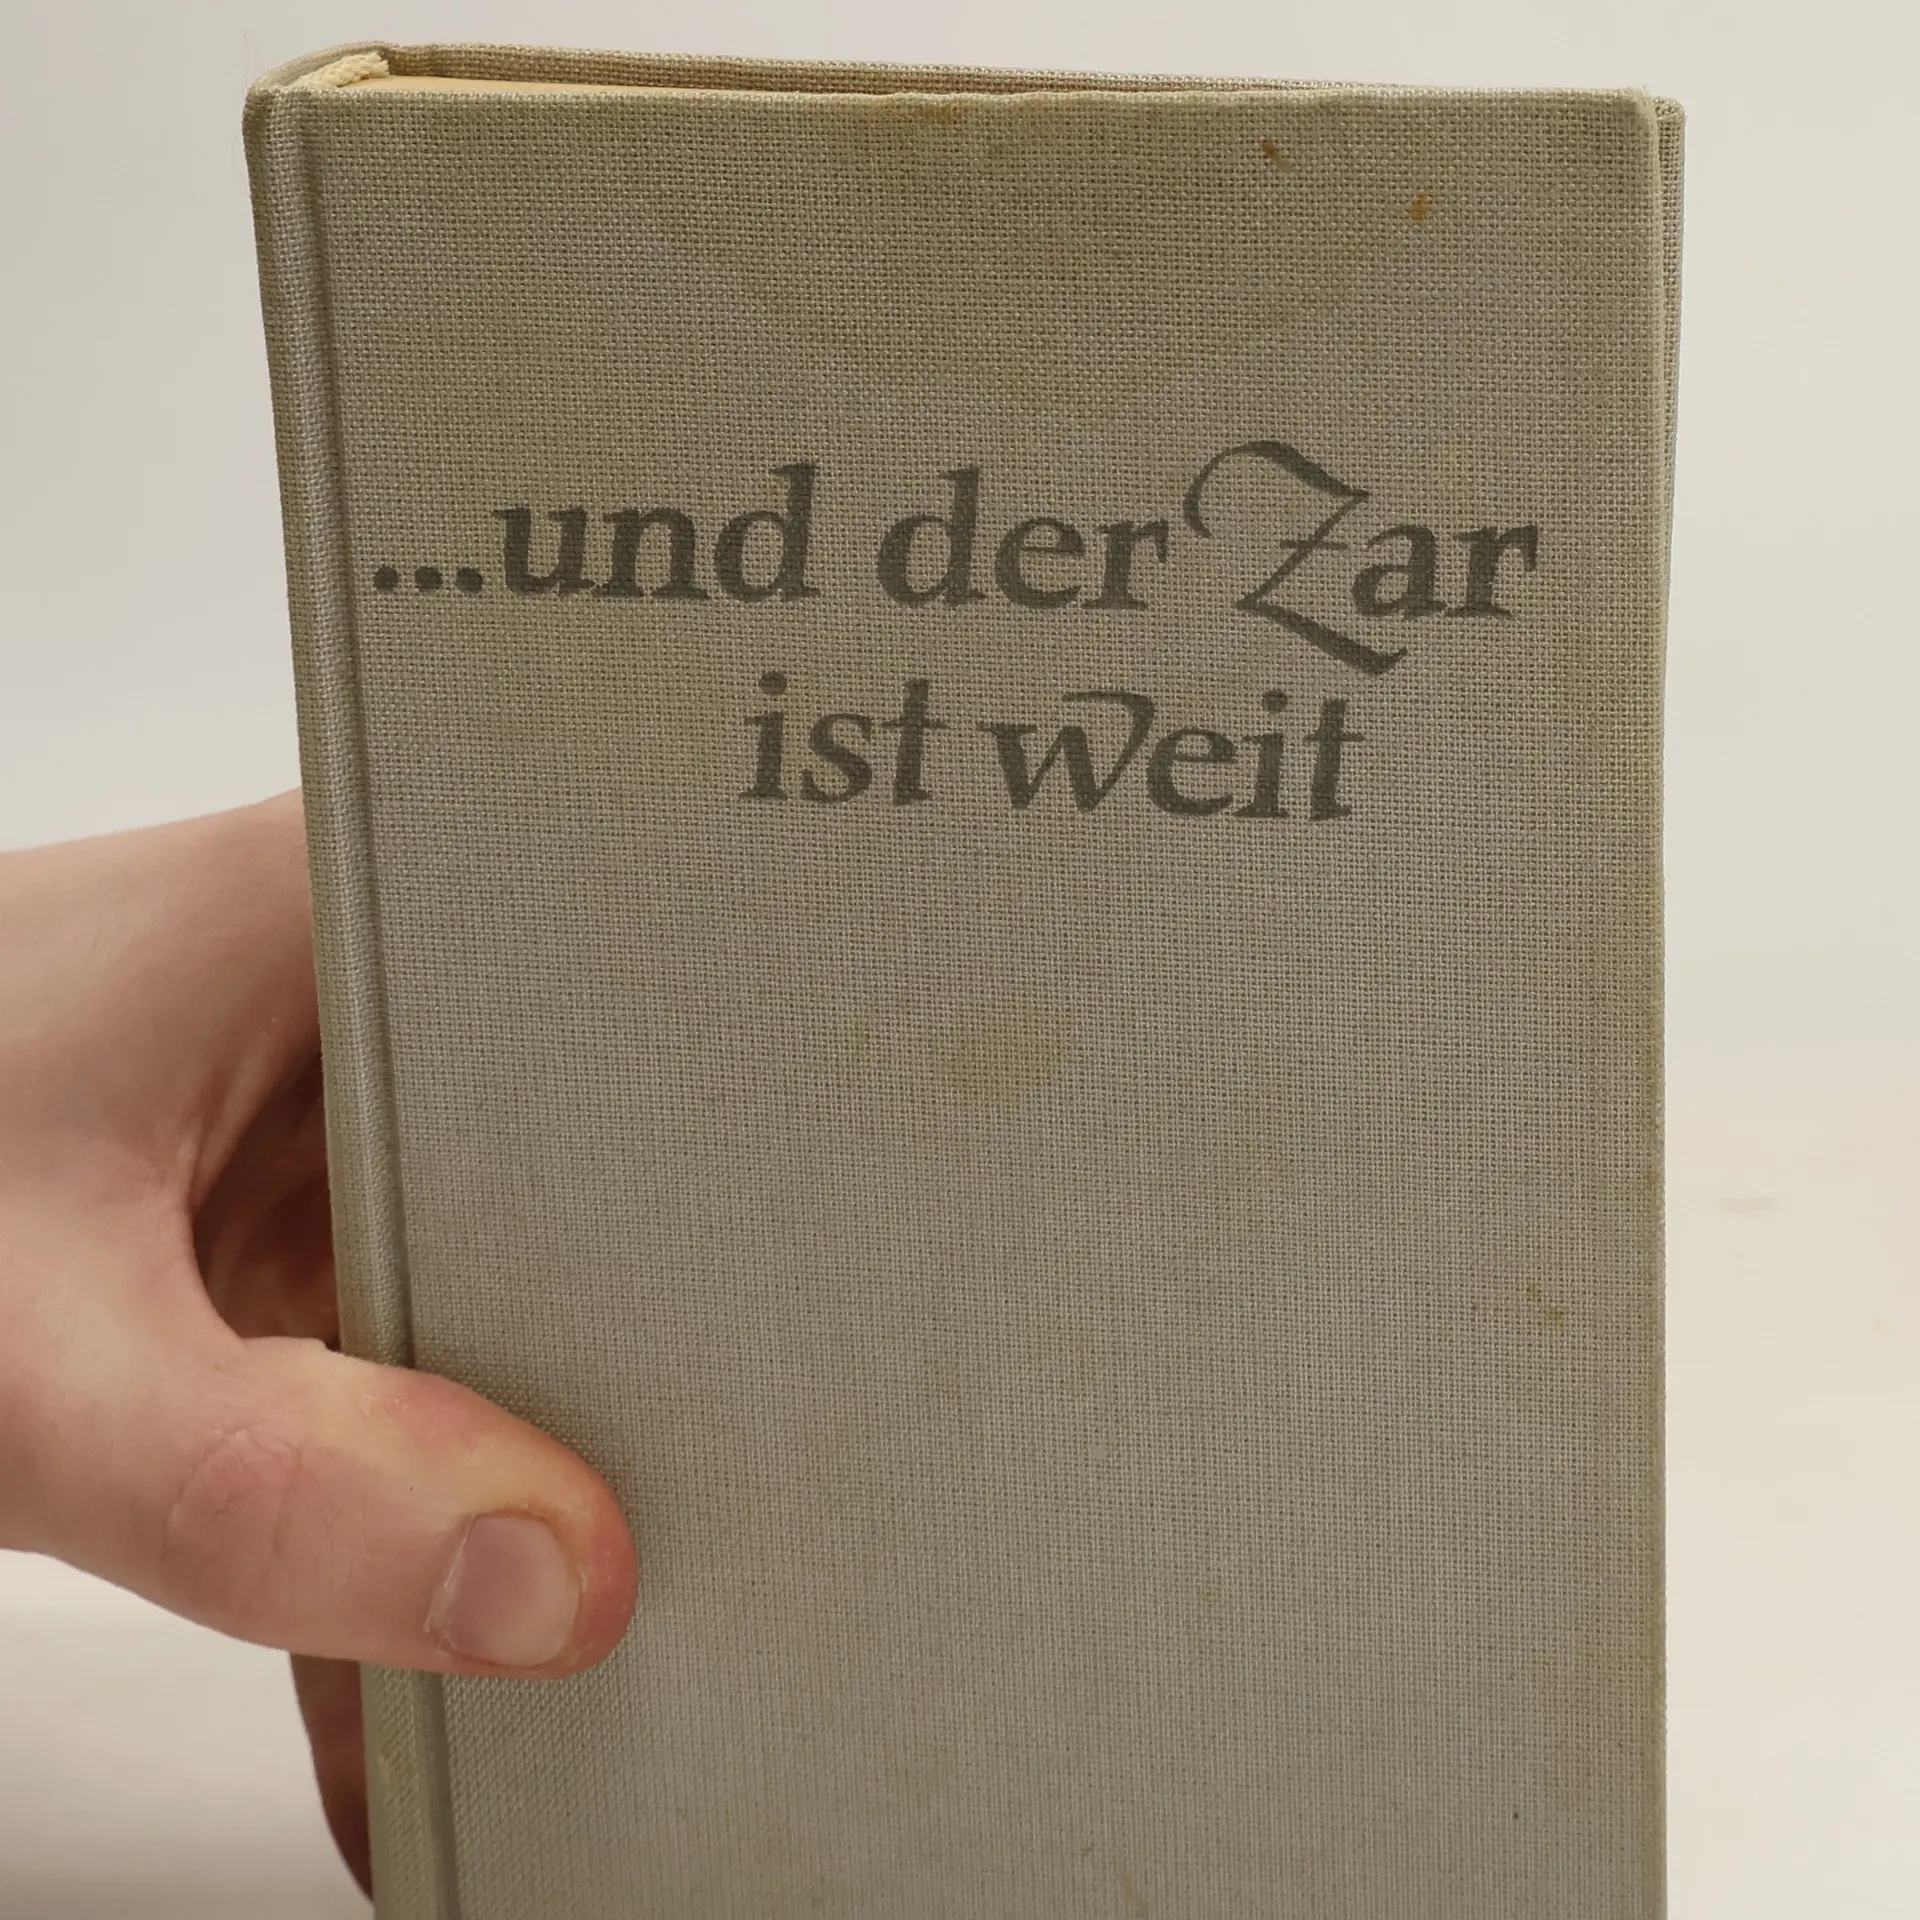 ...und der Zar
ist weit